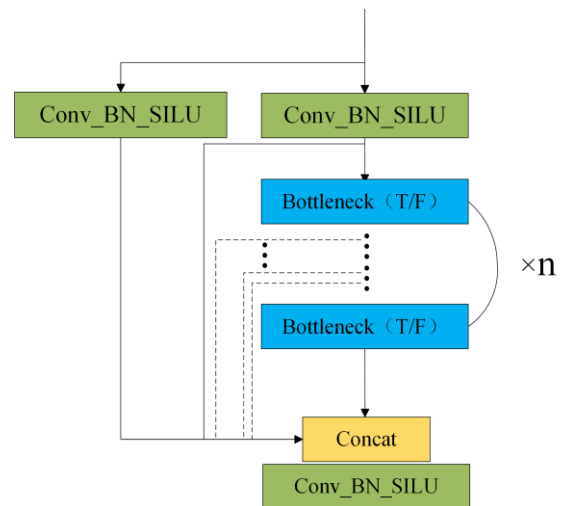 Conv_BN_SILU
Conv_BN_SILU
Bottleneck（T/F）
×n
Bottleneck（T/F）
Concat
Conv_BN_SILU